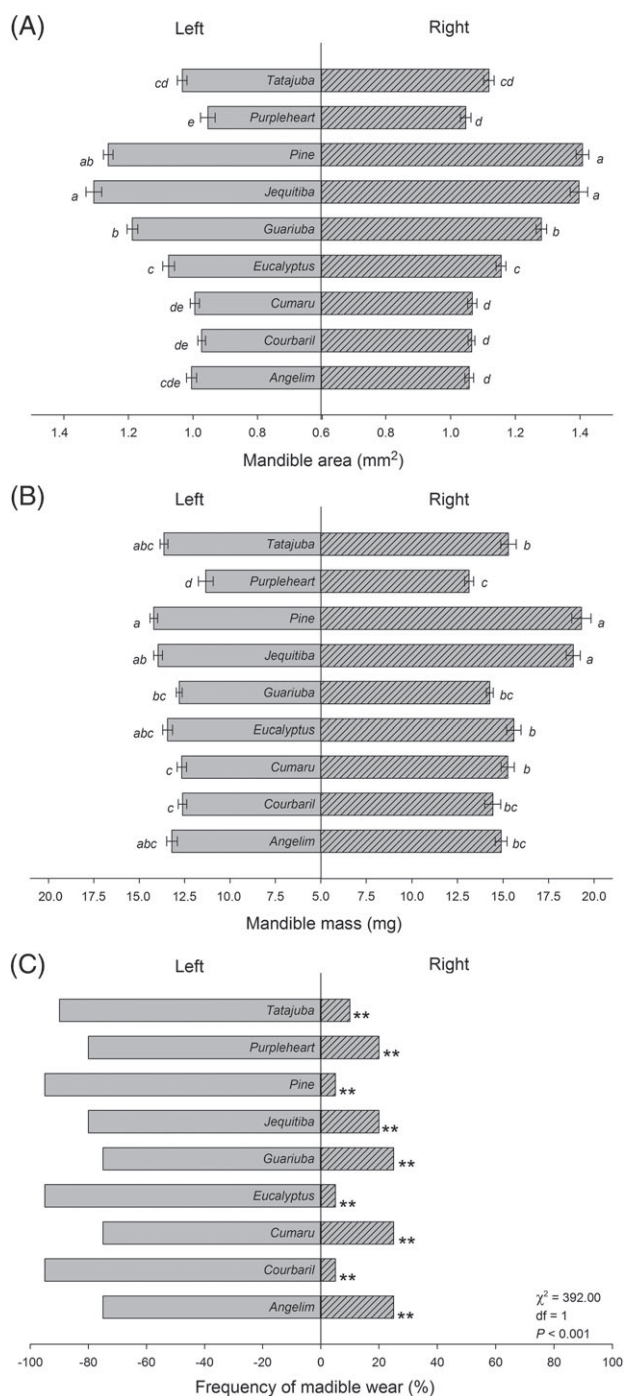 (A)
Left Right
cd Tatajuba cd
e Purpleheart d
ab Pine a
a Jequitiba a
b Guariuba b
c Eucalyptus c
de Cumaru d
de Courbaril d
cde Angelim d
1.4 1.2 1.0 0.8 0.6 1.0 1.2 1.4
Mandible area (mm²)
(B)
Left Right
abc Tatajuba b
d Purpleheart c
a Pine a
ab Jequitiba a
bc Guariuba bc
abc Eucalyptus b
c Cumaru b
c Courbaril bc
abc Angelim bc
20.0 17.5 15.0 12.5 10.0 7.5 5.0 7.5 10.0 12.5 15.0 17.5 20.0
Mandible mass (mg)
(C)
Left Right
Tatajuba **
Purpleheart **
Pine **
Jequitiba **
Guariuba **
Eucalyptus **
Cumaru **
Courbaril **
Angelim **
χ² = 392.00
df = 1
P < 0.001
-100 -80 -60 -40 -20 0 20 40 60 80 100
Frequency of madible wear (%)